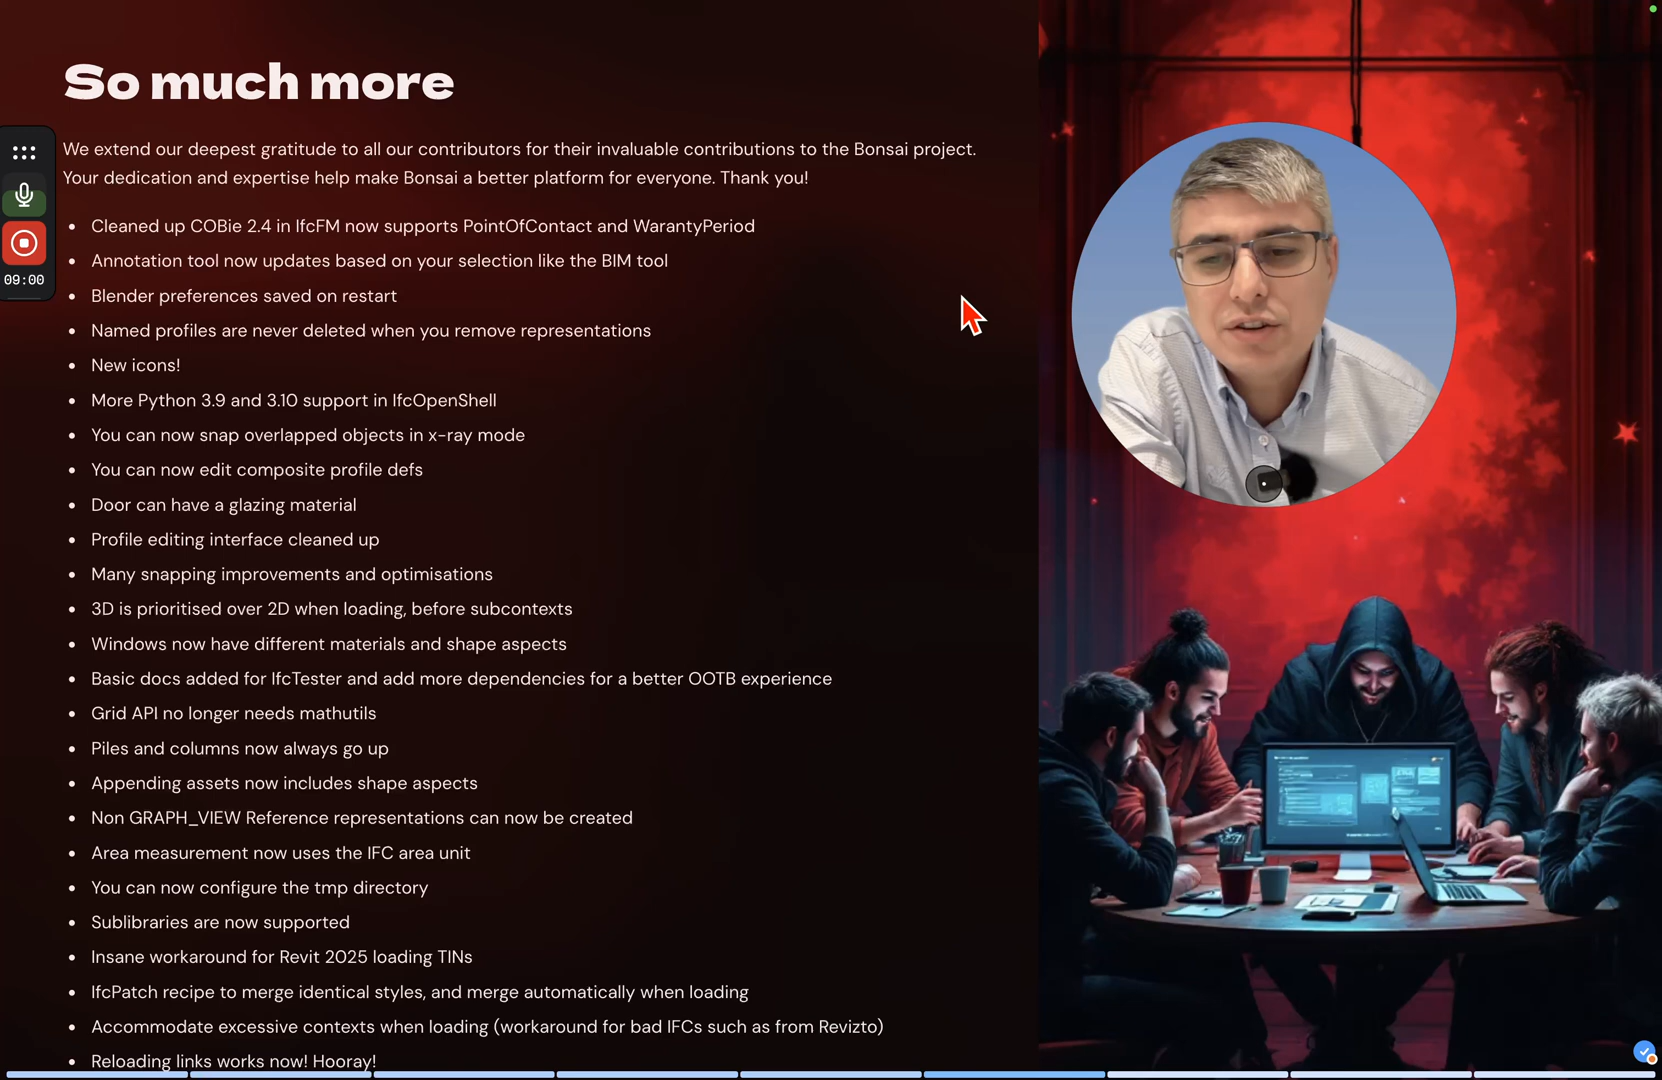 So much more
We extend our deepest gratitude to all our contributors for their invaluable contributions to the Bonsai project.
Your dedication and expertise help make Bonsai a better platform for everyone. Thank you!
• Cleaned up COBie 2.4 in IfcFM now supports PointOfContact and WarantyPeriod
• Annotation tool now updates based on your selection like the BIM tool
• Blender preferences saved on restart
• Named profiles are never deleted when you remove representations
• New icons!
• More Python 3.9 and 3.10 support in IfcOpenShell
• You can now snap overlapped objects in x-ray mode
• You can now edit composite profile defs
• Door can have a glazing material
• Profile editing interface cleaned up
• Many snapping improvements and optimisations
• 3D is prioritised over 2D when loading, before subcontexts
• Windows now have different materials and shape aspects
• Basic docs added for IfcTester and add more dependencies for a better OOTB experience
• Grid API no longer needs mathutils
• Piles and columns now always go up
• Appending assets now includes shape aspects
• Non GRAPH_VIEW Reference representations can now be created
• Area measurement now uses the IFC area unit
• You can now configure the tmp directory
• Sublibraries are now supported
• Insane workaround for Revit 2025 loading TINs
• IfcPatch recipe to merge identical styles, and merge automatically when loading
• Accommodate excessive contexts when loading (workaround for bad IFCs such as from Revizto)
• Reloading links works now! Hooray!
09:00